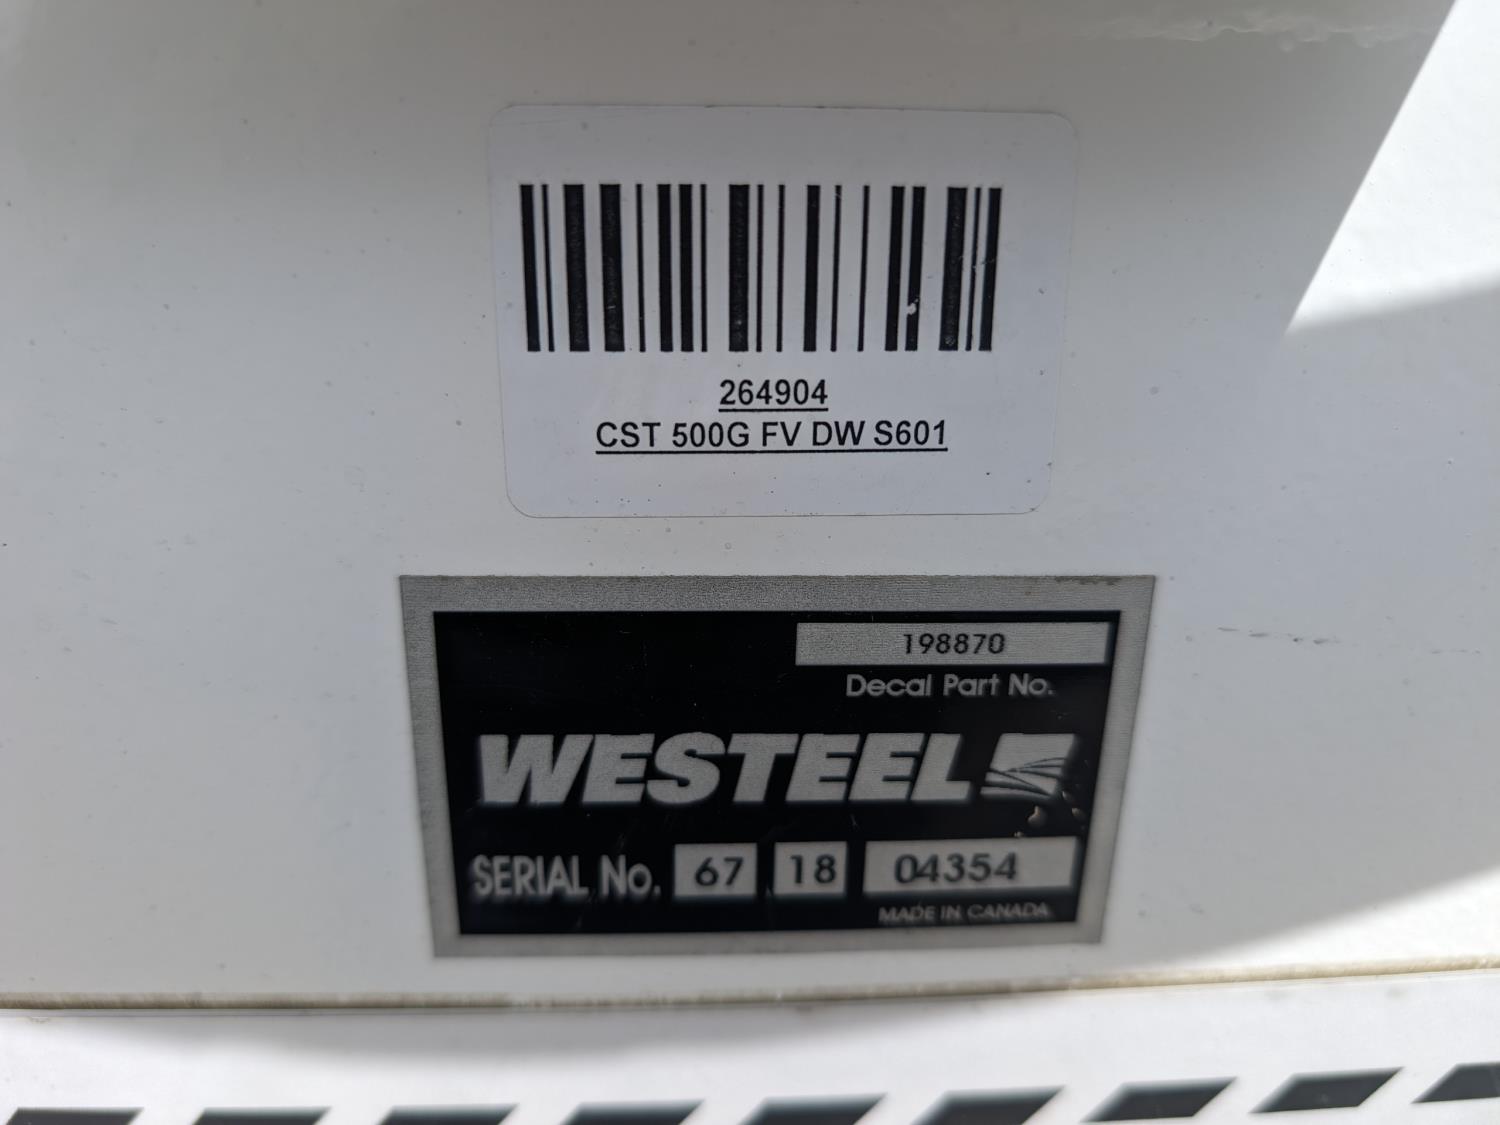 264904
CST 500G FV DW S601
198870
Decal Part No.
WESTEEL
SERIAL No. 67 18 04354
MADE IN CANADA